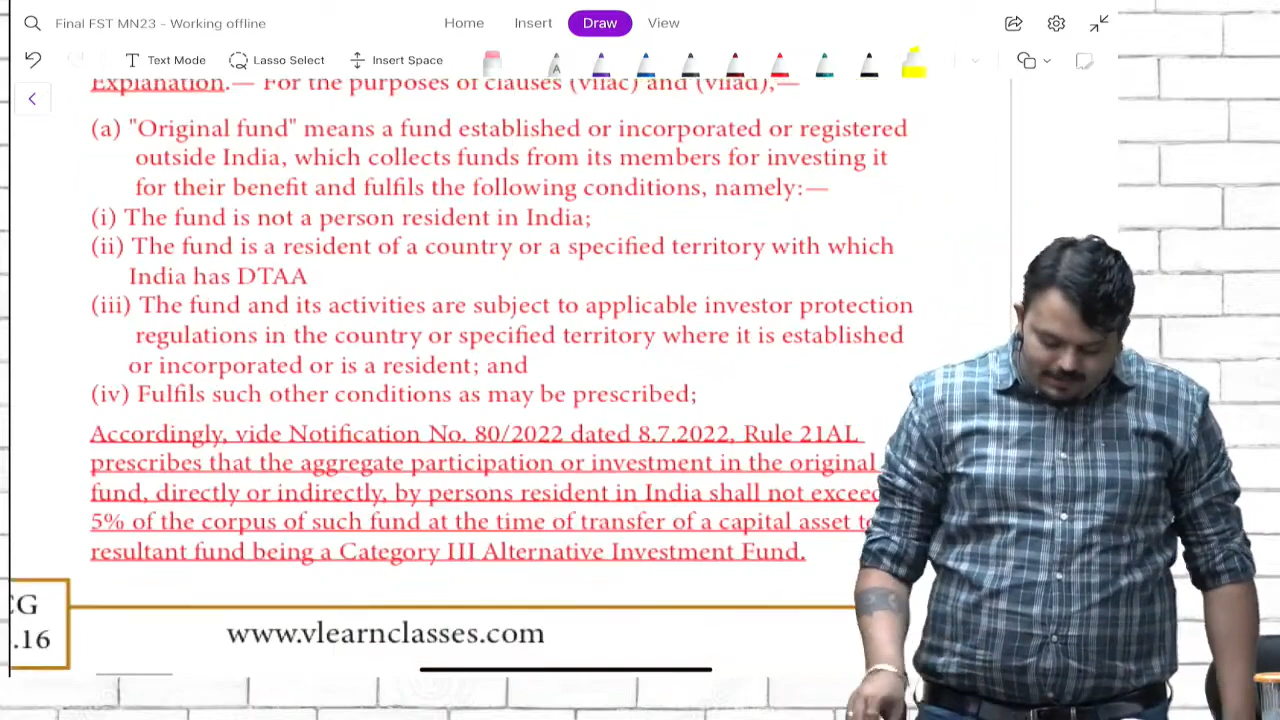 Final FST MN23 - Working offline
Home Insert Draw View
Text Mode Lasso Select Insert Space
Explanation.— For the purposes of clauses (viiac) and (viiad),—
(a) "Original fund" means a fund established or incorporated or registered
outside India, which collects funds from its members for investing it
for their benefit and fulfils the following conditions, namely:—
(i) The fund is not a person resident in India;
(ii) The fund is a resident of a country or a specified territory with which
India has DTAA
(iii) The fund and its activities are subject to applicable investor protection
regulations in the country or specified territory where it is established
or incorporated or is a resident; and
(iv) Fulfils such other conditions as may be prescribed;
Accordingly, vide Notification No. 80/2022 dated 8.7.2022, Rule 21AL
prescribes that the aggregate participation or investment in the original
fund, directly or indirectly, by persons resident in India shall not exceed
5% of the corpus of such fund at the time of transfer of a capital asset to
resultant fund being a Category III Alternative Investment Fund.
CG
.16
www.vlearnclasses.com